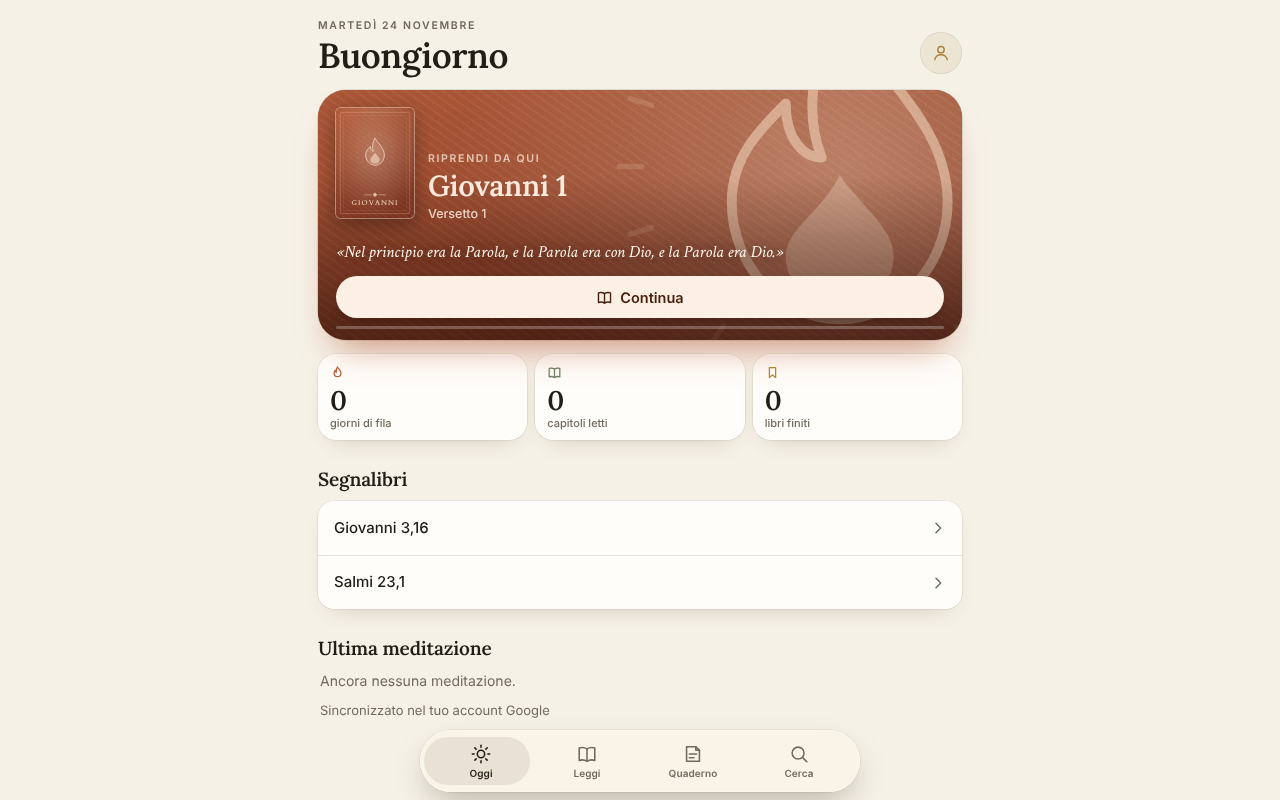 MARTEDÌ 24 NOVEMBRE
Buongiorno
GIOVANNI
RIPRENDI DA QUI
Giovanni 1
Versetto 1
«Nel principio era la Parola, e la Parola era con Dio, e la Parola era Dio.»
Continua
0
giorni di fila
0
capitoli letti
0
libri finiti
Segnalibri
Giovanni 3,16
Salmi 23,1
Ultima meditazione
Ancora nessuna meditazione.
Sincronizzato nel tuo account Google
Oggi
Leggi
Quaderno
Cerca